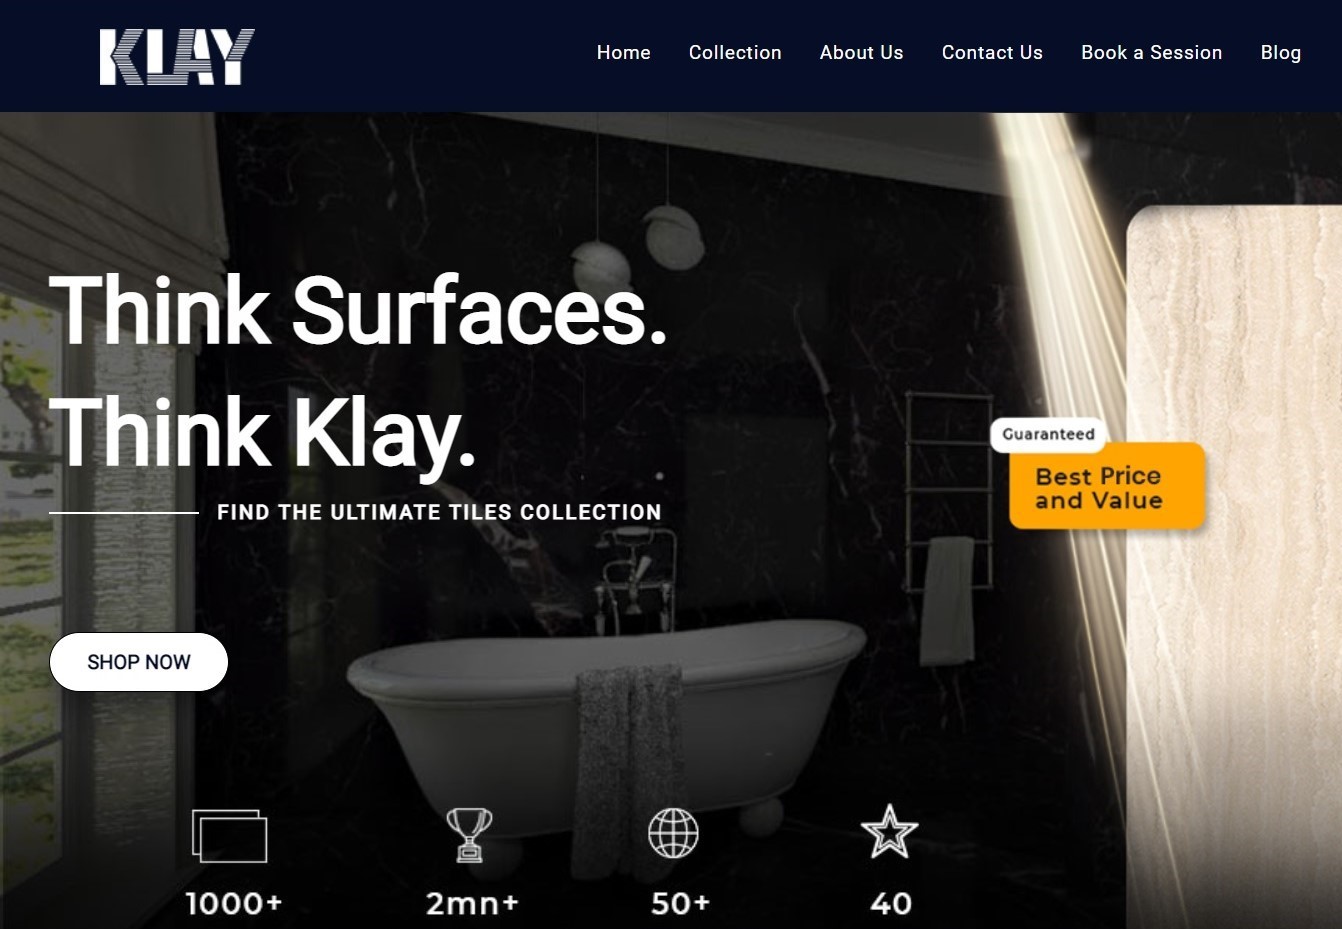 KLAY
Home Collection About Us Contact Us Book a Session Blog
Think Surfaces.
Think Klay.
FIND THE ULTIMATE TILES COLLECTION
Guaranteed
Best Price
and Value
SHOP NOW
1000+ 2mn+ 50+ 40